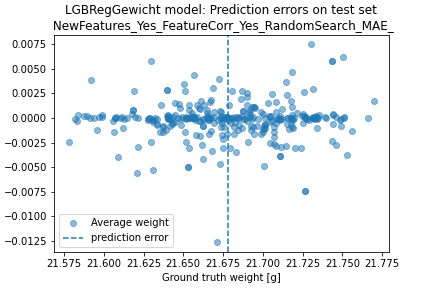 LGBRegGewicht model: Prediction errors on test set
NewFeatures_Yes_FeatureCorr_Yes_RandomSearch_MAE_
0.0075
0.0050
0.0025
0.0000
−0.0025
−0.0050
−0.0075
−0.0100
−0.0125
Average weight
prediction error
21.575 21.600 21.625 21.650 21.675 21.700 21.725 21.750 21.775
Ground truth weight [g]